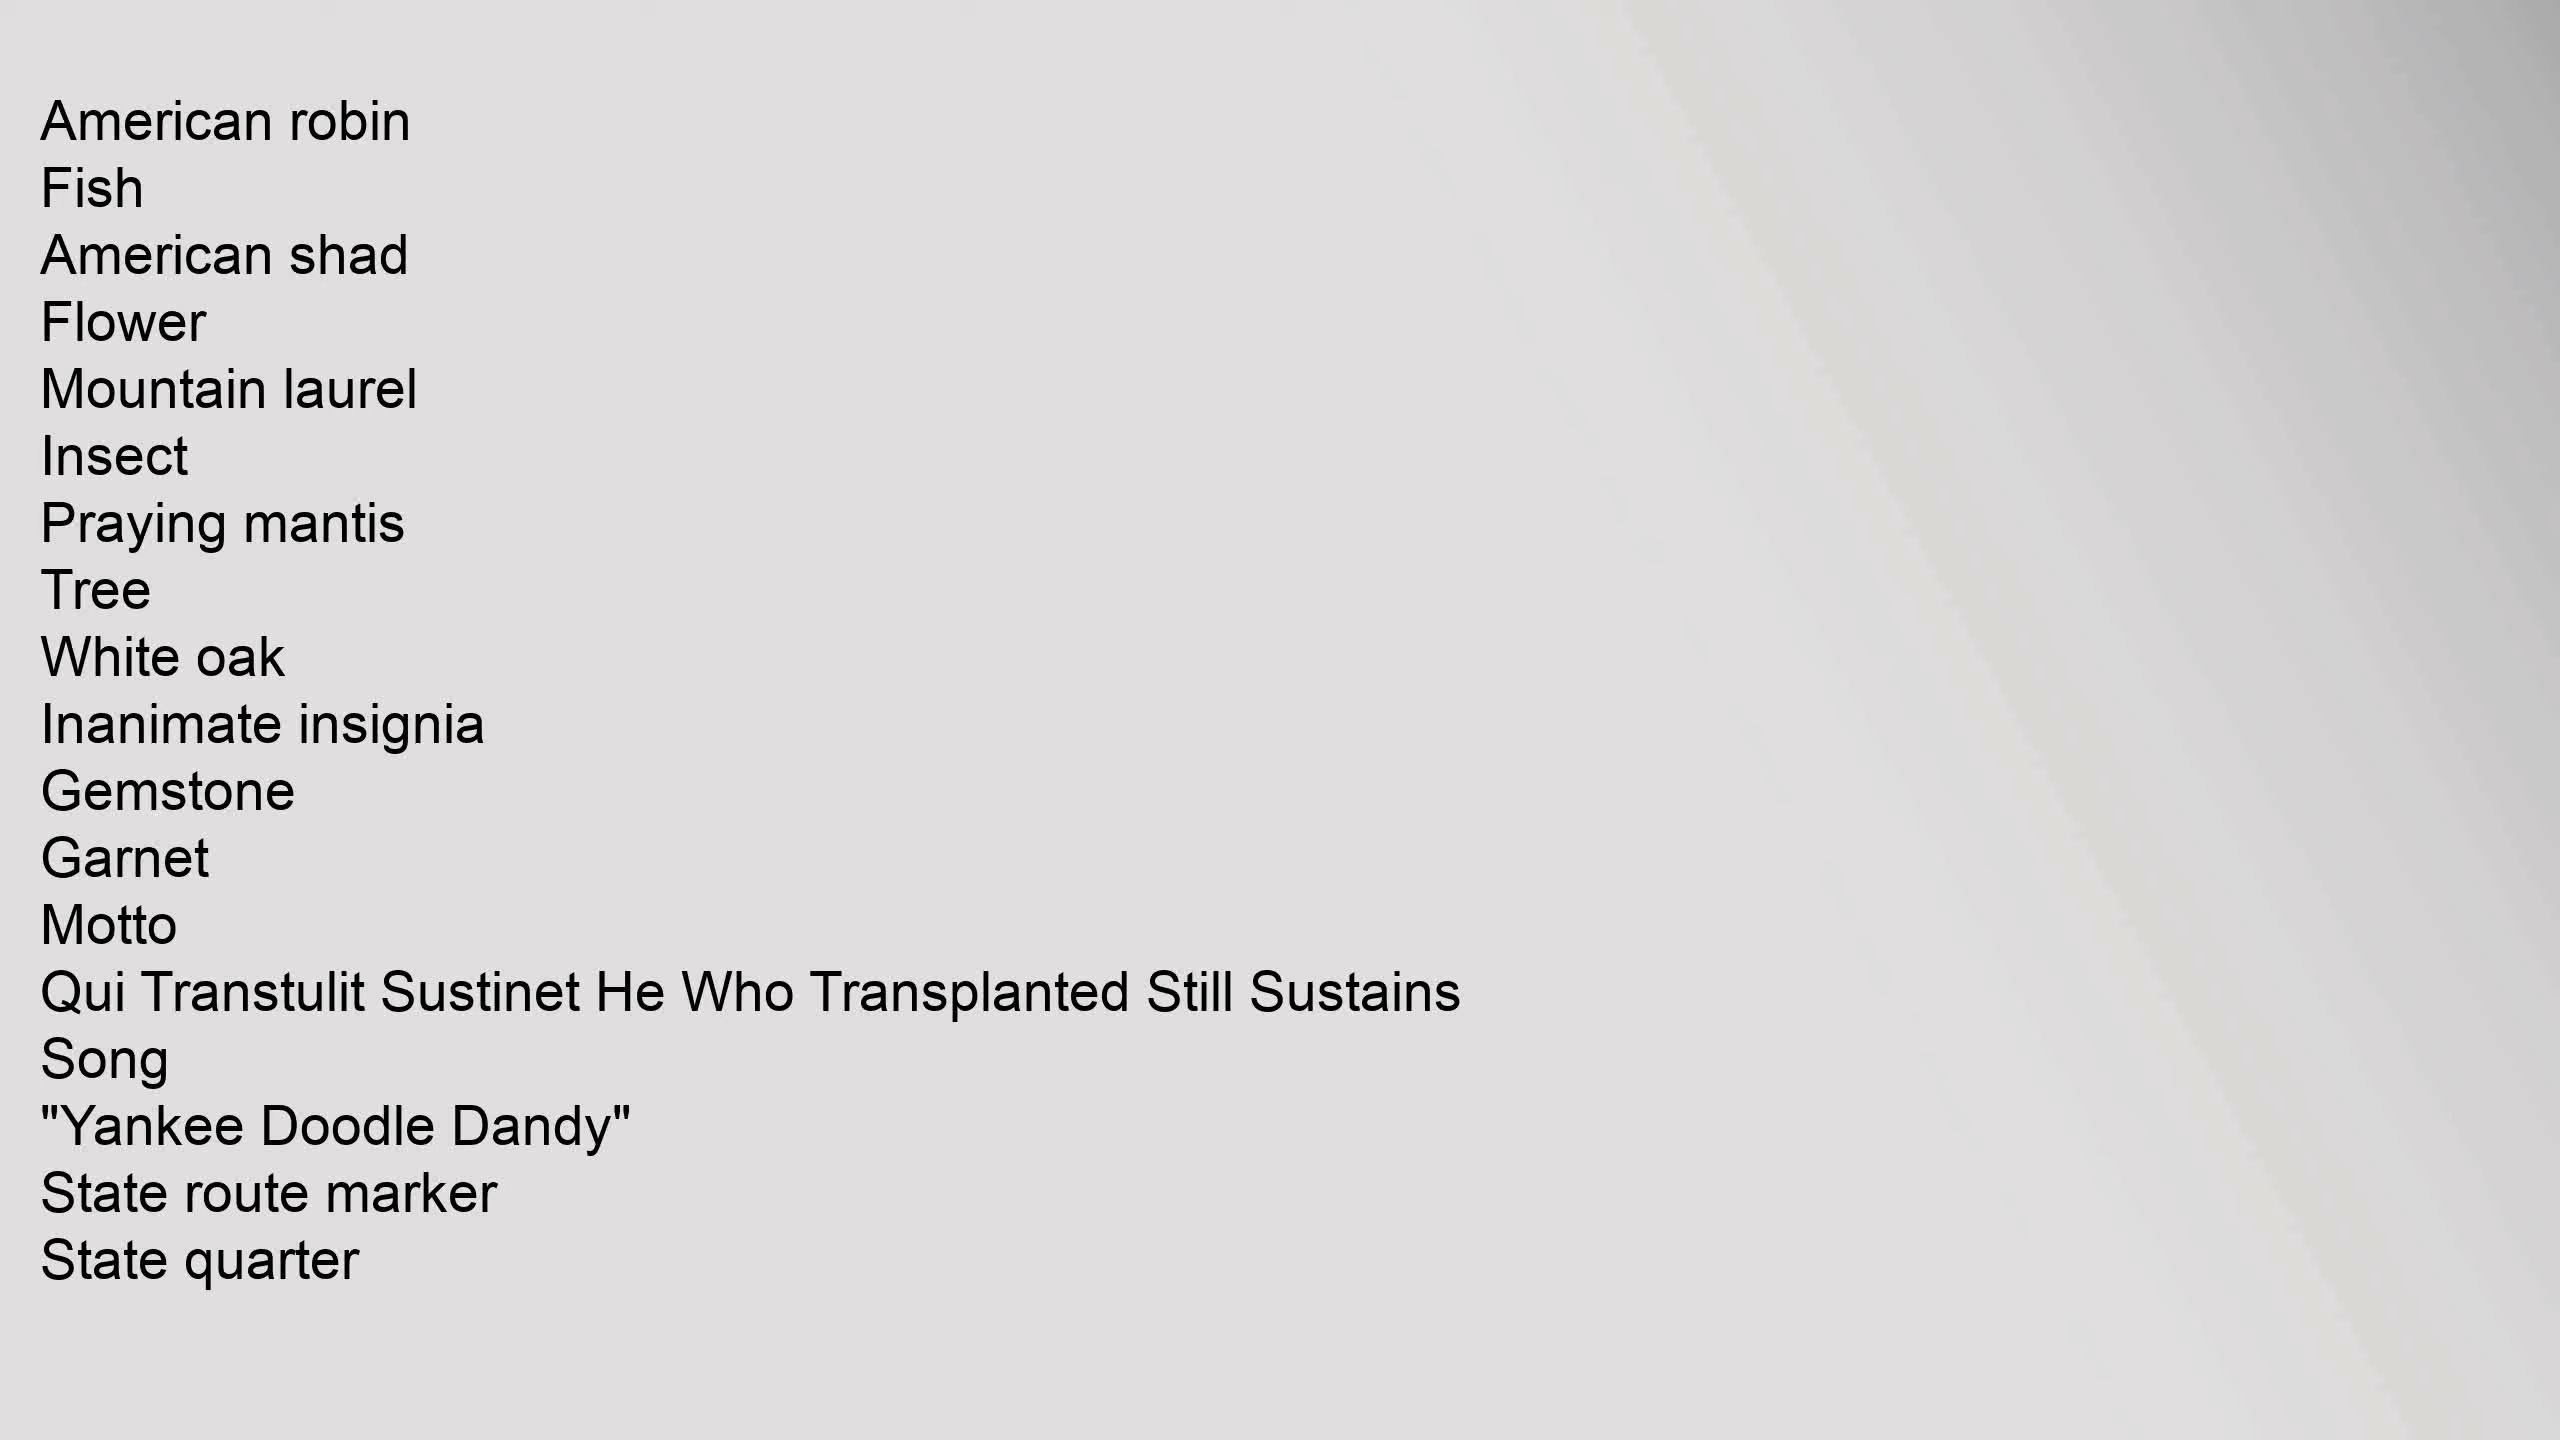 American robin
Fish
American shad
Flower
Mountain laurel
Insect
Praying mantis
Tree
White oak
Inanimate insignia
Gemstone
Garnet
Motto
Qui Transtulit Sustinet He Who Transplanted Still Sustains
Song
"Yankee Doodle Dandy"
State route marker
State quarter